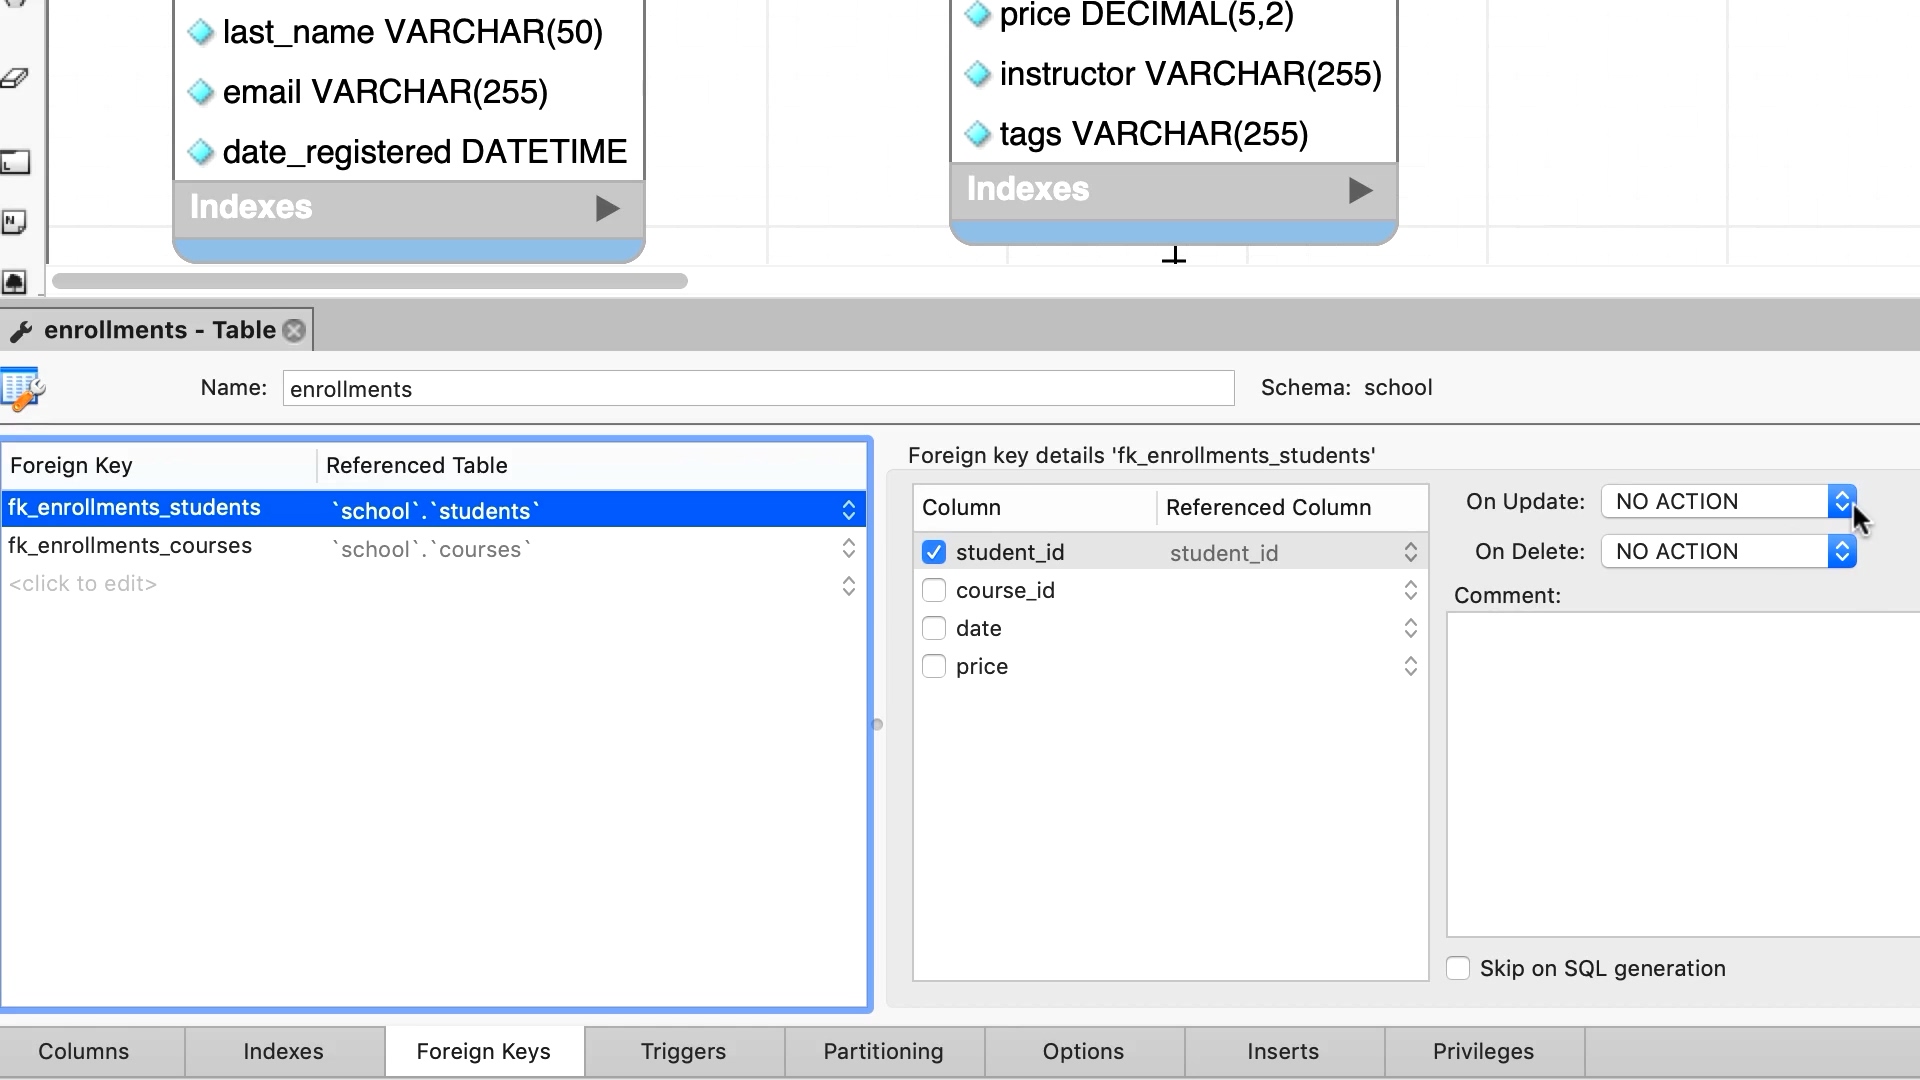 last_name VARCHAR(50)
email VARCHAR(255)
date_registered DATETIME
Indexes
price DECIMAL(5,2)
instructor VARCHAR(255)
tags VARCHAR(255)
Indexes
enrollments - Table
Name: enrollments
Schema: school
Foreign Key Referenced Table
fk_enrollments_students `school`.`students`
fk_enrollments_courses `school`.`courses`
<click to edit>
Foreign key details 'fk_enrollments_students'
Column Referenced Column
student_id student_id
course_id
date
price
On Update: NO ACTION
On Delete: NO ACTION
Comment:
Skip on SQL generation
Columns Indexes Foreign Keys Triggers Partitioning Options Inserts Privileges